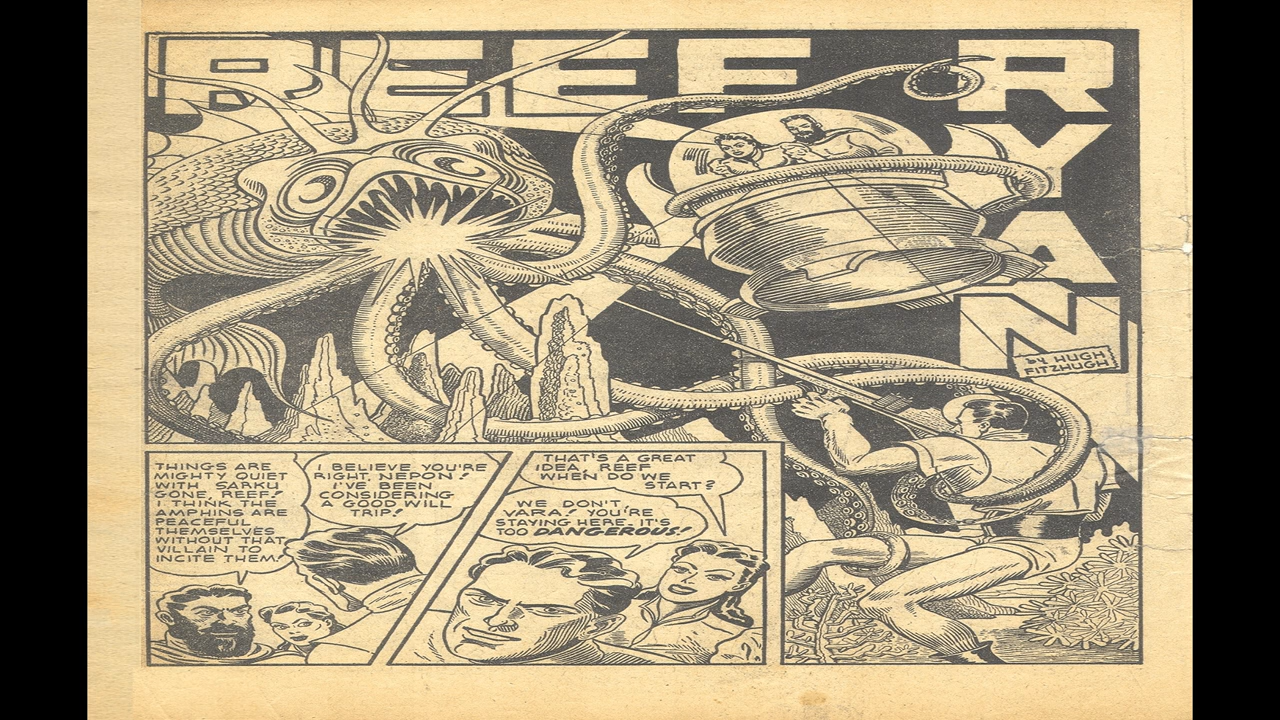 REEF RYAN
BY HUGH
FITZHUGH
THINGS ARE
MIGHTY QUIET
WITH SARKU
GONE, REEF!
I THINK THE
AMPHINS ARE
PEACEFUL
THEMSELVES
WITHOUT THAT
VILLAIN TO
INCITE THEM!
I BELIEVE YOU'RE
RIGHT, NEPON!
I'VE BEEN
CONSIDERING
A GOOD WILL
TRIP!
THAT'S A GREAT
IDEA, REEF
WHEN DO WE
START?
WE DON'T
VARA! YOU'RE
STAYING HERE, IT'S
TOO DANGEROUS!